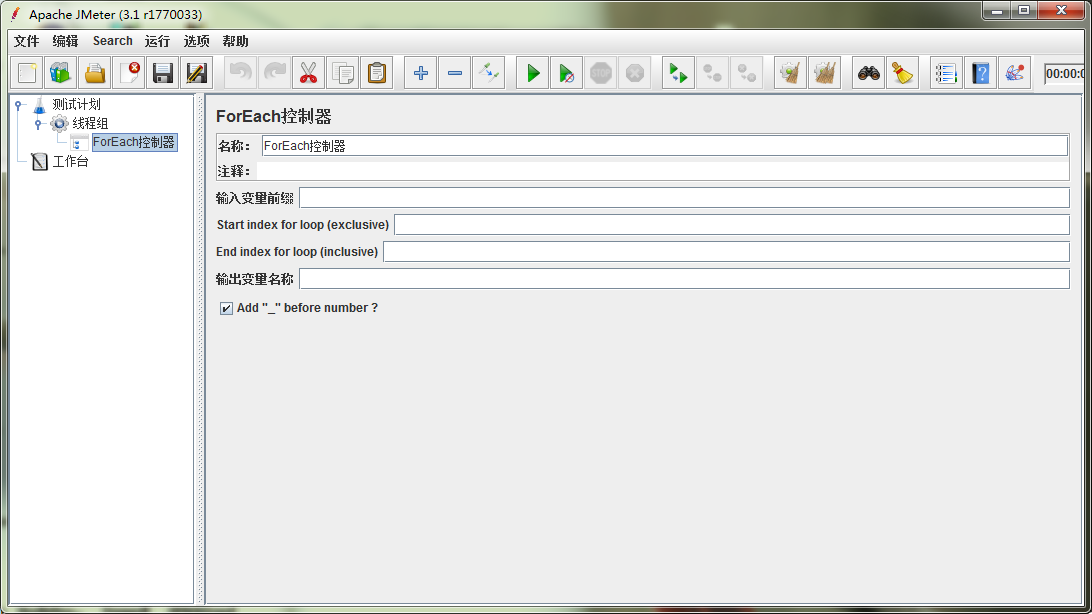 Apache JMeter (3.1 r1770033)
文件 编辑 Search 运行 选项 帮助
STOP
00:00:0
测试计划
线程组
ForEach控制器
工作台
ForEach控制器
名称: ForEach控制器
注释:
输入变量前缀
Start index for loop (exclusive)
End index for loop (inclusive)
输出变量名称
Add "_" before number ?